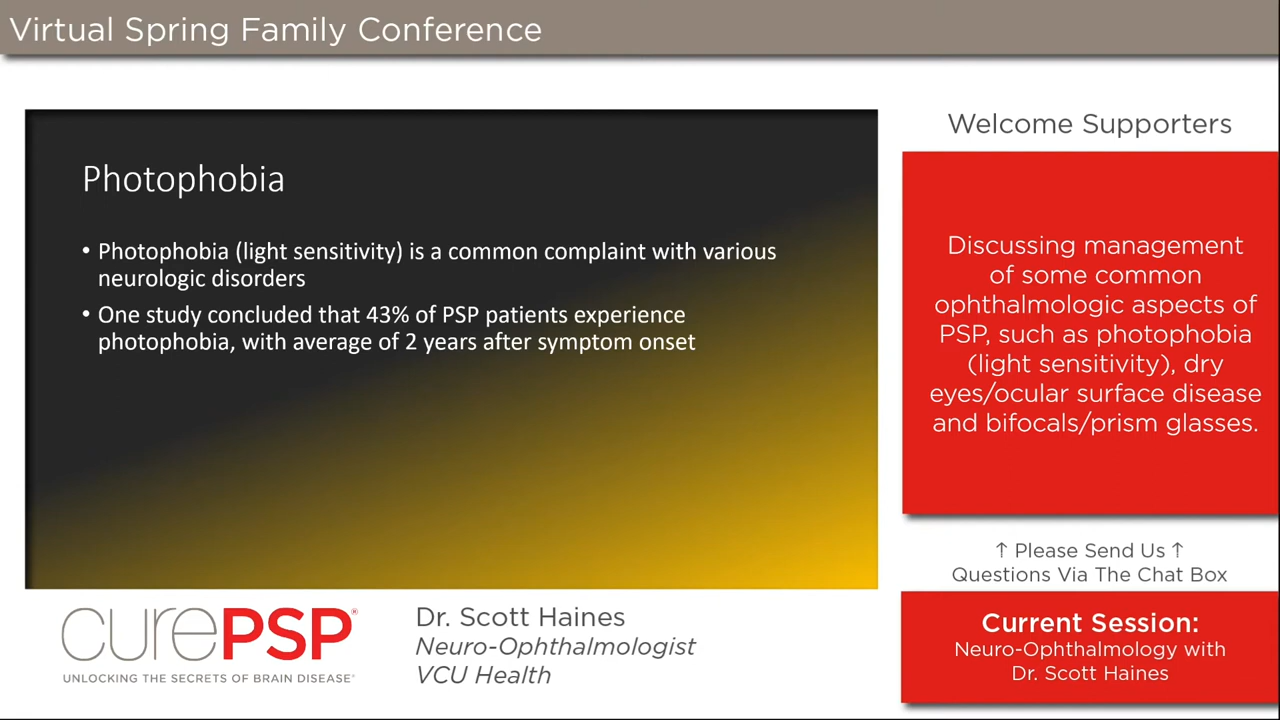 Virtual Spring Family Conference
Photophobia
• Photophobia (light sensitivity) is a common complaint with various
neurologic disorders
• One study concluded that 43% of PSP patients experience
photophobia, with average of 2 years after symptom onset
Welcome Supporters
Discussing management
of some common
ophthalmologic aspects of
PSP, such as photophobia
(light sensitivity), dry
eyes/ocular surface disease
and bifocals/prism glasses.
↑ Please Send Us ↑
Questions Via The Chat Box
Current Session:
Neuro-Ophthalmology with
Dr. Scott Haines
curePSP®
UNLOCKING THE SECRETS OF BRAIN DISEASE®
Dr. Scott Haines
Neuro-Ophthalmologist
VCU Health